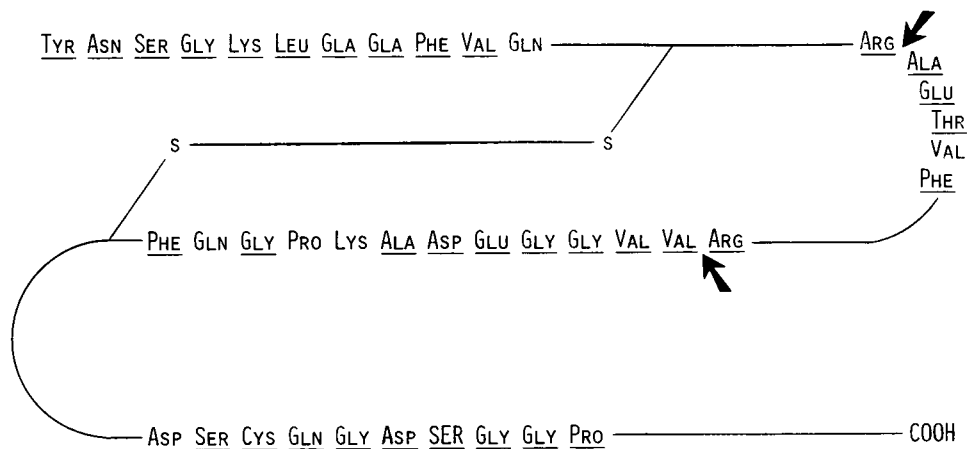 TYR ASN SER GLY LYS LEU GLA GLA PHE VAL GLN ARG
ALA
GLU
THR
VAL
PHE
S S
PHE GLN GLY PRO LYS ALA ASP GLU GLY GLY VAL VAL ARG
ASP SER CYS GLN GLY ASP SER GLY GLY PRO COOH